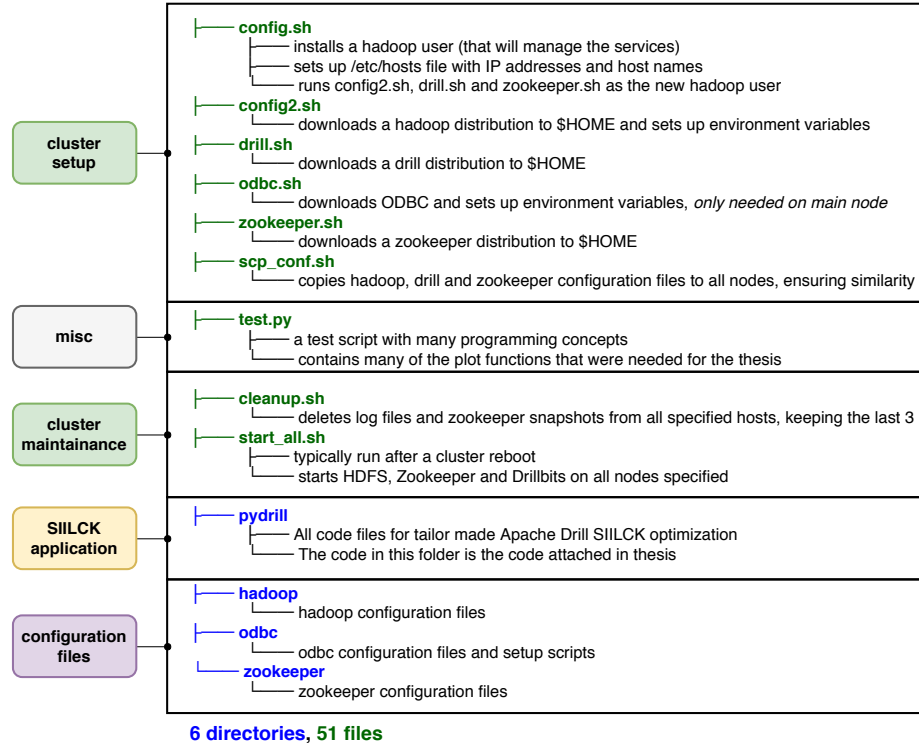 config.sh
installs a hadoop user (that will manage the services)
sets up /etc/hosts file with IP addresses and host names
runs config2.sh, drill.sh and zookeeper.sh as the new hadoop user
config2.sh
downloads a hadoop distribution to $HOME and sets up environment variables
cluster
setup
drill.sh
downloads a drill distribution to $HOME
odbc.sh
downloads ODBC and sets up environment variables, only needed on main node
zookeeper.sh
downloads a zookeeper distribution to $HOME
scp_conf.sh
copies hadoop, drill and zookeeper configuration files to all nodes, ensuring similarity
misc
test.py
a test script with many programming concepts
contains many of the plot functions that were needed for the thesis
cluster
maintainance
cleanup.sh
deletes log files and zookeeper snapshots from all specified hosts, keeping the last 3
start_all.sh
typically run after a cluster reboot
starts HDFS, Zookeeper and Drillbits on all nodes specified
SIILCK
application
pydrill
All code files for tailor made Apache Drill SIILCK optimization
The code in this folder is the code attached in thesis
configuration
files
hadoop
hadoop configuration files
odbc
odbc configuration files and setup scripts
zookeeper
zookeeper configuration files
6 directories, 51 files